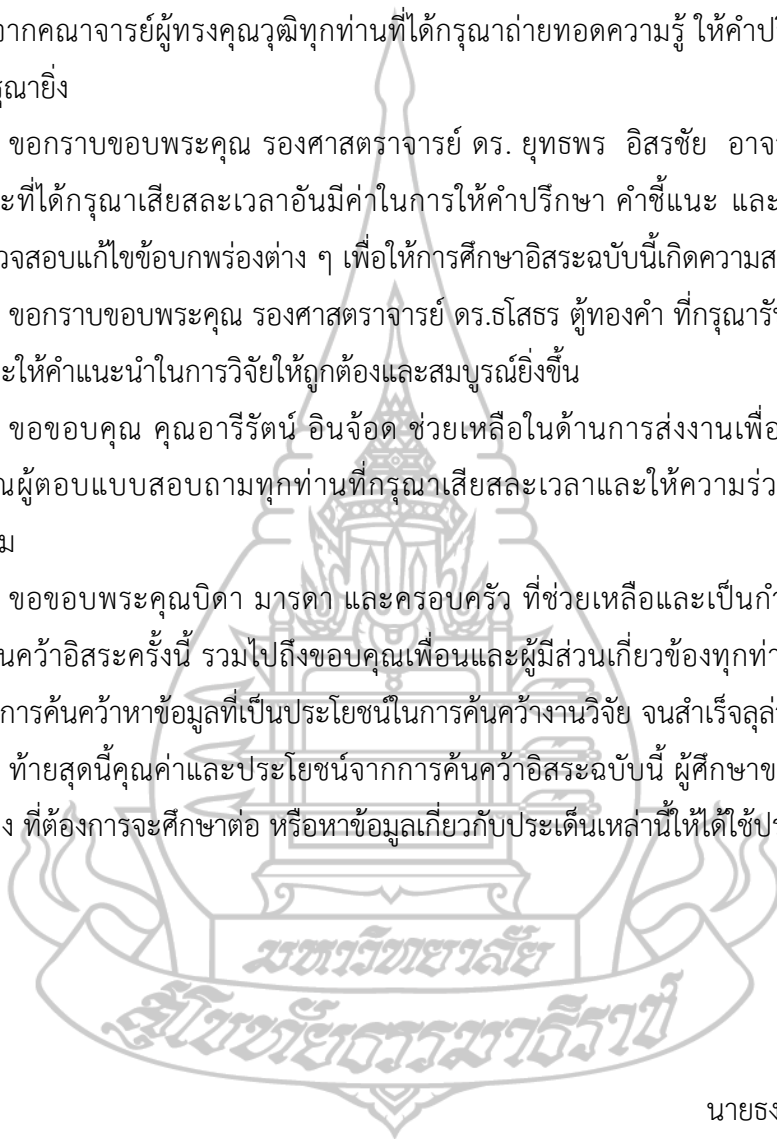 จากคณาจารย์ผู้ทรงคุณวุฒิทุกท่านที่ได้กรุณาถ่ายทอดความรู้ ให้คำป
ยิ่ง
ขอกราบขอบพระคุณ รองศาสตราจารย์ ดร. ยุทธพร อิสรชัย อาจ
ะที่ได้กรุณาเสียสละเวลาอันมีค่าในการให้คำปรึกษา คำชี้แนะ และ
วจสอบแก้ไขข้อบกพร่องต่าง ๆ เพื่อให้การศึกษาอิสระฉบับนี้เกิดความส
ขอกราบขอบพระคุณ รองศาสตราจารย์ ดร.ธโสธร ตู้ทองคำ ที่กรุณารั
ะให้คำแนะนำในการวิจัยให้ถูกต้องและสมบูรณ์ยิ่งขึ้น
ขอขอบคุณ คุณอารีรัตน์ อินจ้อด ช่วยเหลือในด้านการส่งงานเพื่อ
ณผู้ตอบแบบสอบถามทุกท่านที่กรุณาเสียสละเวลาและให้ความร่ว
ม
ขอขอบพระคุณบิดา มารดา และครอบครัว ที่ช่วยเหลือและเป็นกำ
นคว้าอิสระครั้งนี้ รวมไปถึงขอบคุณเพื่อนและผู้มีส่วนเกี่ยวข้องทุกท่า
การค้นคว้าหาข้อมูลที่เป็นประโยชน์ในการค้นคว้างานวิจัย จนสำเร็จลุล่
ท้ายสุดนี้คุณค่าและประโยชน์จากการค้นคว้าอิสระฉบับนี้ ผู้ศึกษาข
ง ที่ต้องการจะศึกษาต่อ หรือหาข้อมูลเกี่ยวกับประเด็นเหล่านี้ให้ได้ใช้ปร
มหาวิทยาลัย
สุโขทัยธรรมาธิราช
นายธง